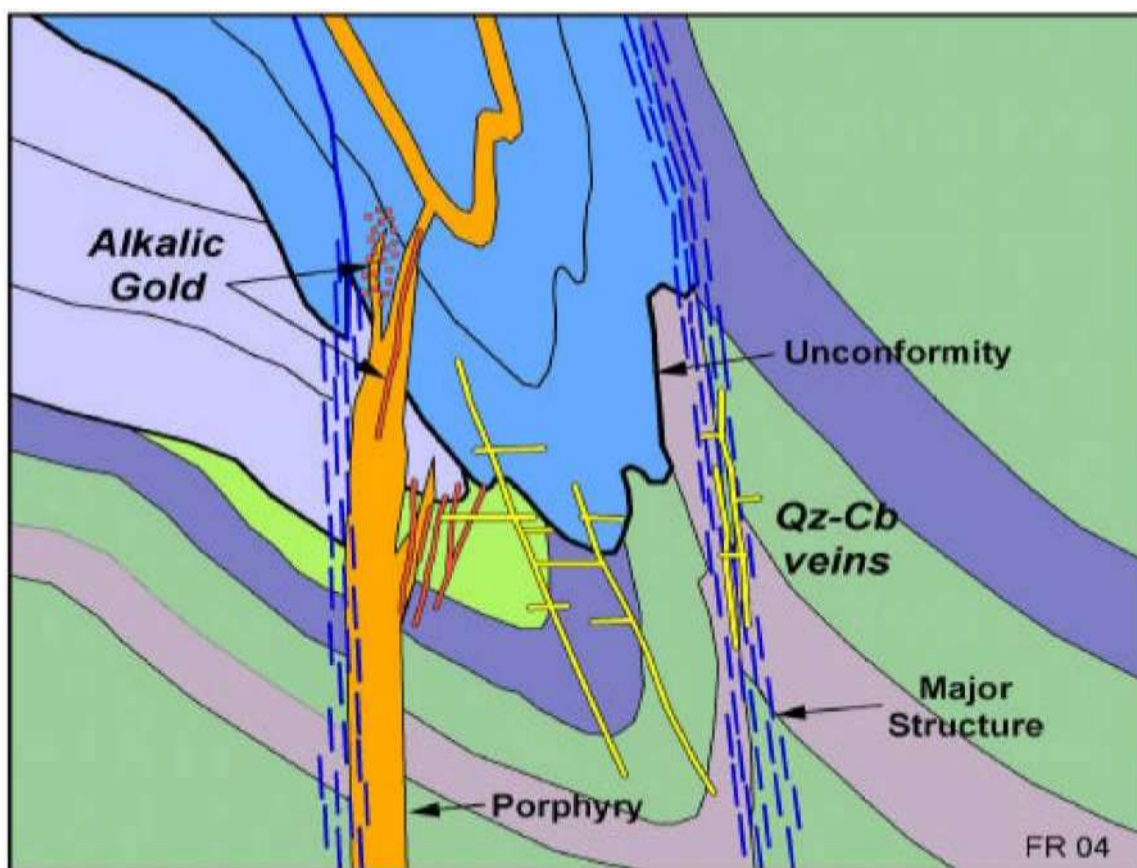 Alkalic
Gold
Unconformity
Qz-Cb
veins
Major
Structure
Porphyry
FR 04